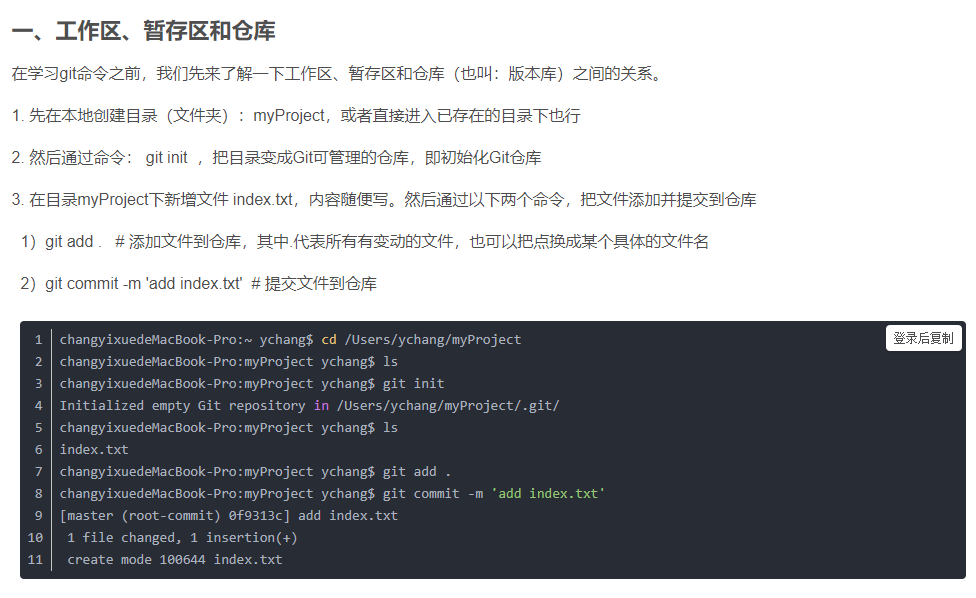 一、工作区、暂存区和仓库
在学习git命令之前，我们先来了解一下工作区、暂存区和仓库（也叫：版本库）之间的关系。
1. 先在本地创建目录（文件夹）：myProject，或者直接进入已存在的目录下也行
2. 然后通过命令： git init ，把目录变成Git可管理的仓库，即初始化Git仓库
3. 在目录myProject下新增文件 index.txt，内容随便写。然后通过以下两个命令，把文件添加并提交到仓库
1）git add .   # 添加文件到仓库，其中.代表所有有变动的文件，也可以把点换成某个具体的文件名
2）git commit -m 'add index.txt'  # 提交文件到仓库
登录后复制
1 changyixuedeMacBook-Pro:~ ychang$ cd /Users/ychang/myProject
2 changyixuedeMacBook-Pro:myProject ychang$ ls
3 changyixuedeMacBook-Pro:myProject ychang$ git init
4 Initialized empty Git repository in /Users/ychang/myProject/.git/
5 changyixuedeMacBook-Pro:myProject ychang$ ls
6 index.txt
7 changyixuedeMacBook-Pro:myProject ychang$ git add .
8 changyixuedeMacBook-Pro:myProject ychang$ git commit -m 'add index.txt'
9 [master (root-commit) 0f9313c] add index.txt
10  1 file changed, 1 insertion(+)
11  create mode 100644 index.txt